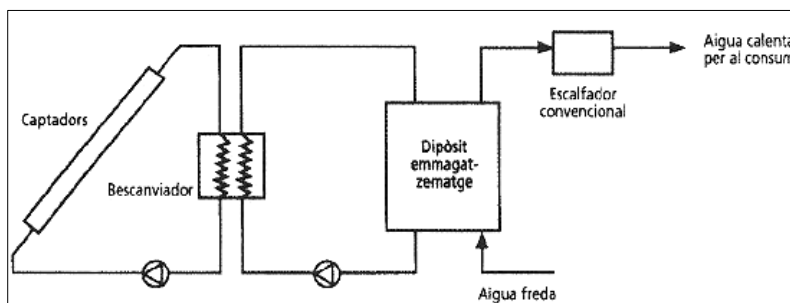 Captadors
Bescanviador
Dipòsit
emmagat-
zematge
Escalfador
convencional
Aigua calenta
per al consum
Aigua freda